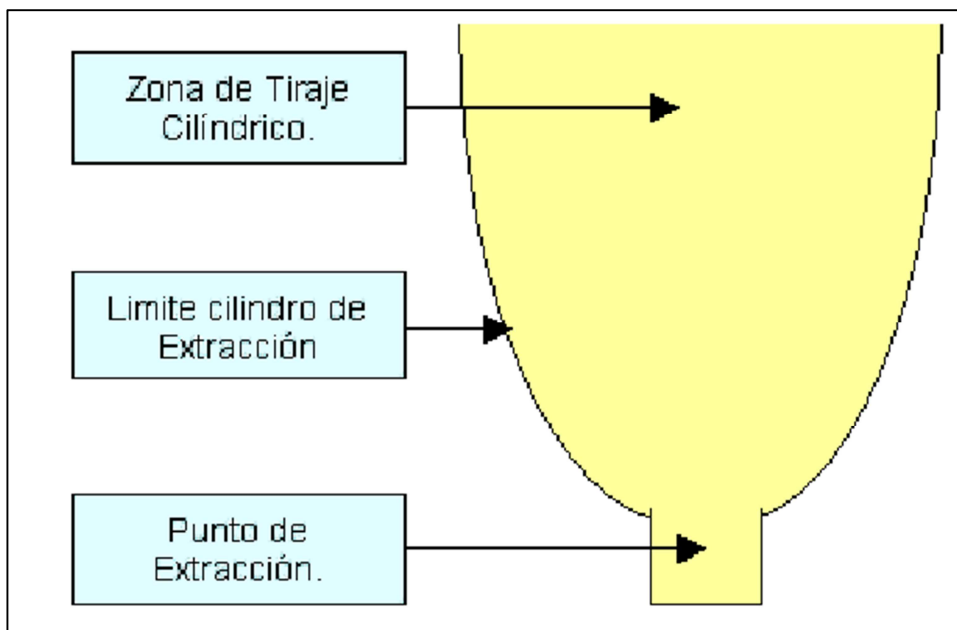 Zona de Tiraje
Cilíndrico.
Limite cilindro de
Extracción
Punto de
Extracción.